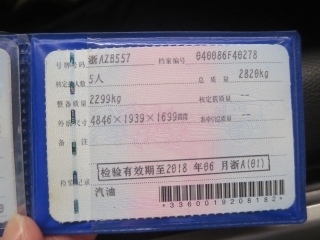 号牌号码 浙AZ8557 档案编号 040086F40278
核定载人数 5人 总质量 2820kg
整备质量 2299kg 核定载质量 --
外廓尺寸 4846×1939×1699mm 准牵引总质量 --
备注
检验有效期至2018年06月浙A(01)
检验记录
汽油
*3360019208182*